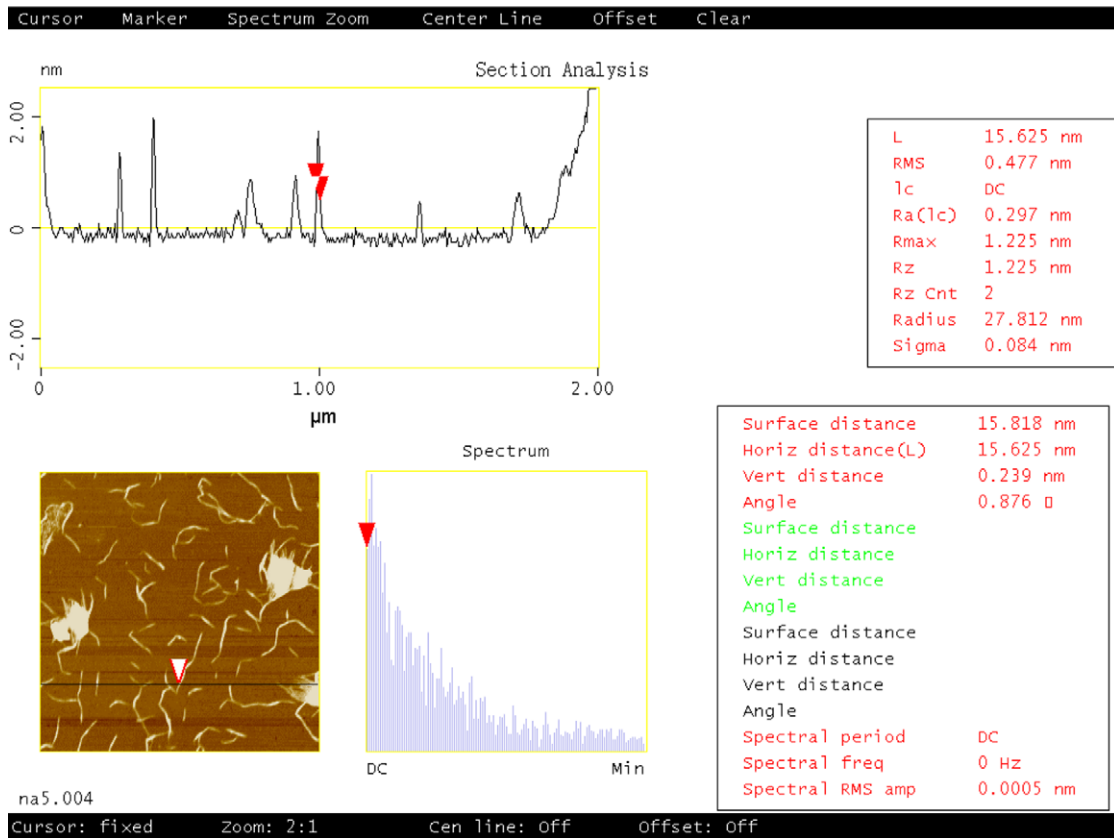 Cursor Marker Spectrum Zoom Center Line Offset Clear
nm
Section Analysis
2.00
0
-2.00
0 1.00 2.00
µm
L 15.625 nm
RMS 0.477 nm
lc DC
Ra(lc) 0.297 nm
Rmax 1.225 nm
Rz 1.225 nm
Rz Cnt 2
Radius 27.812 nm
Sigma 0.084 nm
Spectrum
DC Min
Surface distance 15.818 nm
Horiz distance(L) 15.625 nm
Vert distance 0.239 nm
Angle 0.876 ▯
Surface distance
Horiz distance
Vert distance
Angle
Surface distance
Horiz distance
Vert distance
Angle
Spectral period DC
Spectral freq 0 Hz
Spectral RMS amp 0.0005 nm
na5.004
Cursor: fixed Zoom: 2:1 Cen line: Off Offset: Off